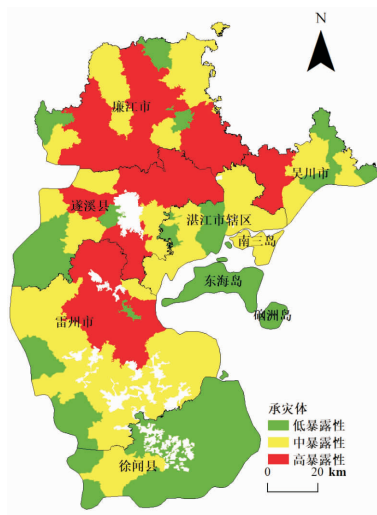 N
廉江市
吴川市
遂溪县
湛江市辖区
南三岛
东海岛
硇洲岛
雷州市
徐闻县
承灾体
低暴露性
中暴露性
高暴露性
0 20 km